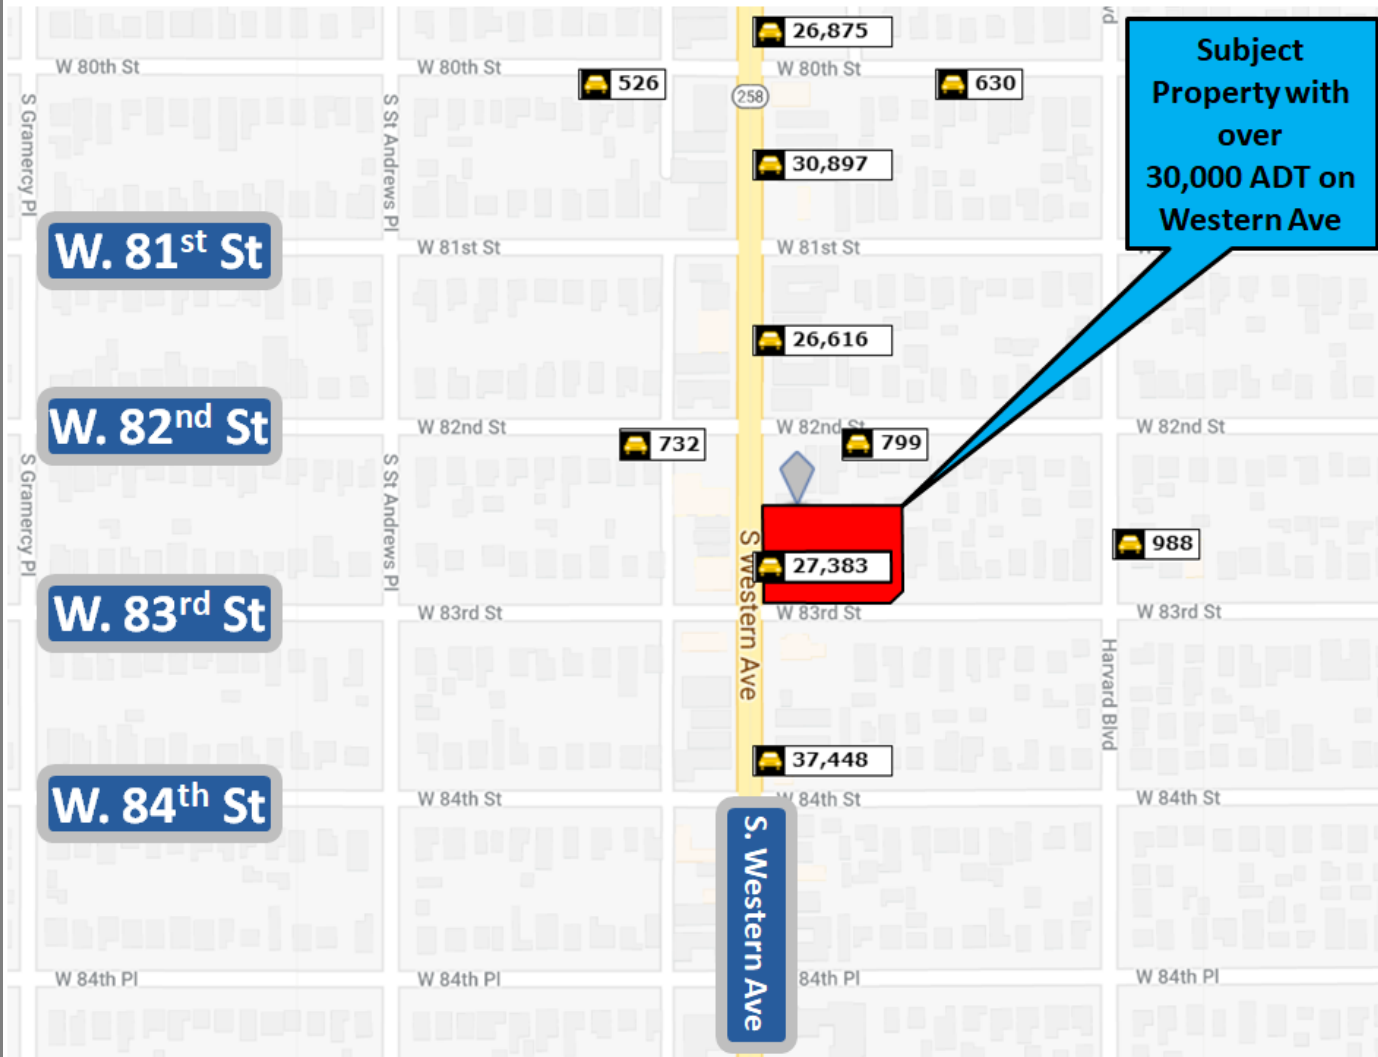 26,875
vd
Subject
Property with
over
30,000 ADT on
Western Ave
W 80th St
W 80th St
W 80th St
526
630
258
S Gramercy Pl
S St Andrews Pl
30,897
W. 81st St
W 81st St
W 81st St
26,616
W. 82nd St
W 82nd St
W 82nd St
W 82nd St
732
799
S Gramercy Pl
S St Andrews Pl
S Western Ave
27,383
988
W. 83rd St
W 83rd St
W 83rd St
W 83rd St
Harvard Blvd
37,448
W. 84th St
W 84th St
W 84th St
W 84th St
S. Western Ave
W 84th Pl
W 84th Pl
84th Pl
W 84th Pl